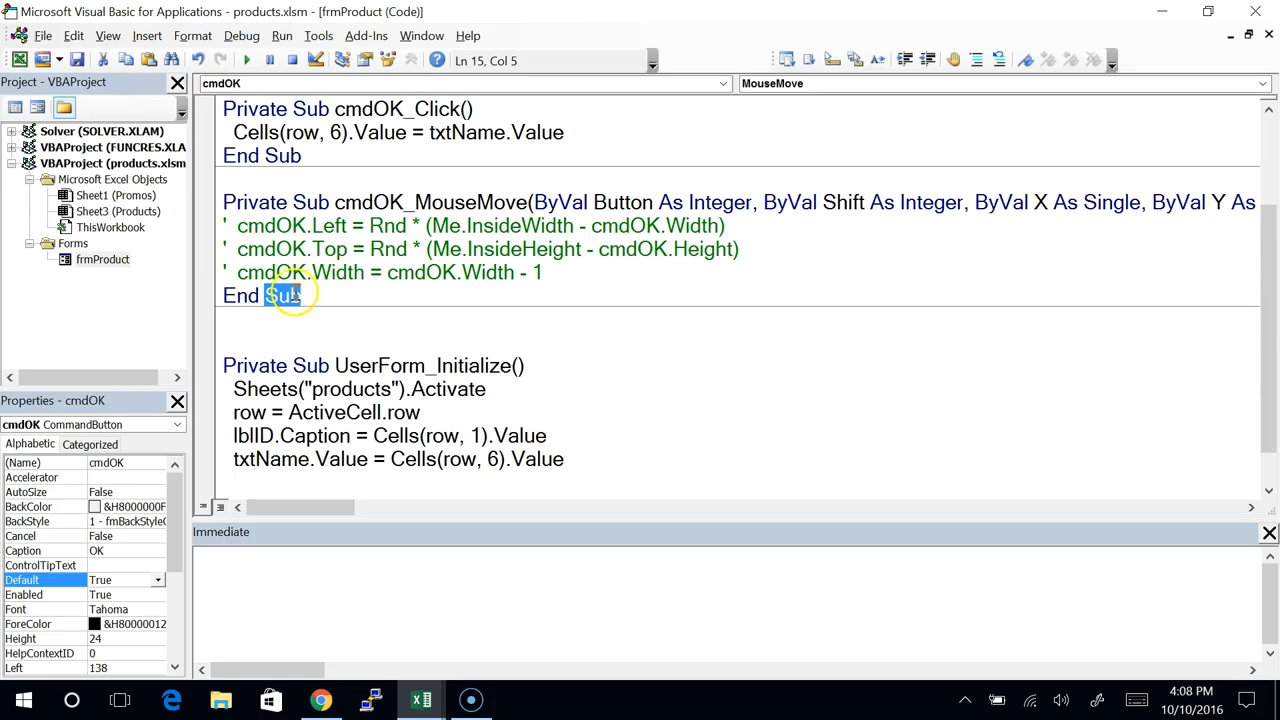 Microsoft Visual Basic for Applications - products.xlsm - [frmProduct (Code)]
File Edit View Insert Format Debug Run Tools Add-Ins Window Help
Ln 15, Col 5
Project - VBAProject
cmdOK
MouseMove
Solver (SOLVER.XLAM)
VBAProject (FUNCRES.XLA
VBAProject (products.xlsm
Microsoft Excel Objects
Sheet1 (Promos)
Sheet3 (Products)
ThisWorkbook
Forms
frmProduct
Private Sub cmdOK_Click()
Cells(row, 6).Value = txtName.Value
End Sub
Private Sub cmdOK_MouseMove(ByVal Button As Integer, ByVal Shift As Integer, ByVal X As Single, ByVal Y As
' cmdOK.Left = Rnd * (Me.InsideWidth - cmdOK.Width)
' cmdOK.Top = Rnd * (Me.InsideHeight - cmdOK.Height)
' cmdOK.Width = cmdOK.Width - 1
End Sub
Private Sub UserForm_Initialize()
Sheets("products").Activate
row = ActiveCell.row
lblID.Caption = Cells(row, 1).Value
txtName.Value = Cells(row, 6).Value
Properties - cmdOK
cmdOK CommandButton
Alphabetic Categorized
(Name) cmdOK
Accelerator
AutoSize False
BackColor &H8000000F
BackStyle 1 - fmBackStyleO
Cancel False
Caption OK
ControlTipText
Default True
Enabled True
Font Tahoma
ForeColor &H80000012
Height 24
HelpContextID 0
Left 138
Immediate
4:08 PM
10/10/2016